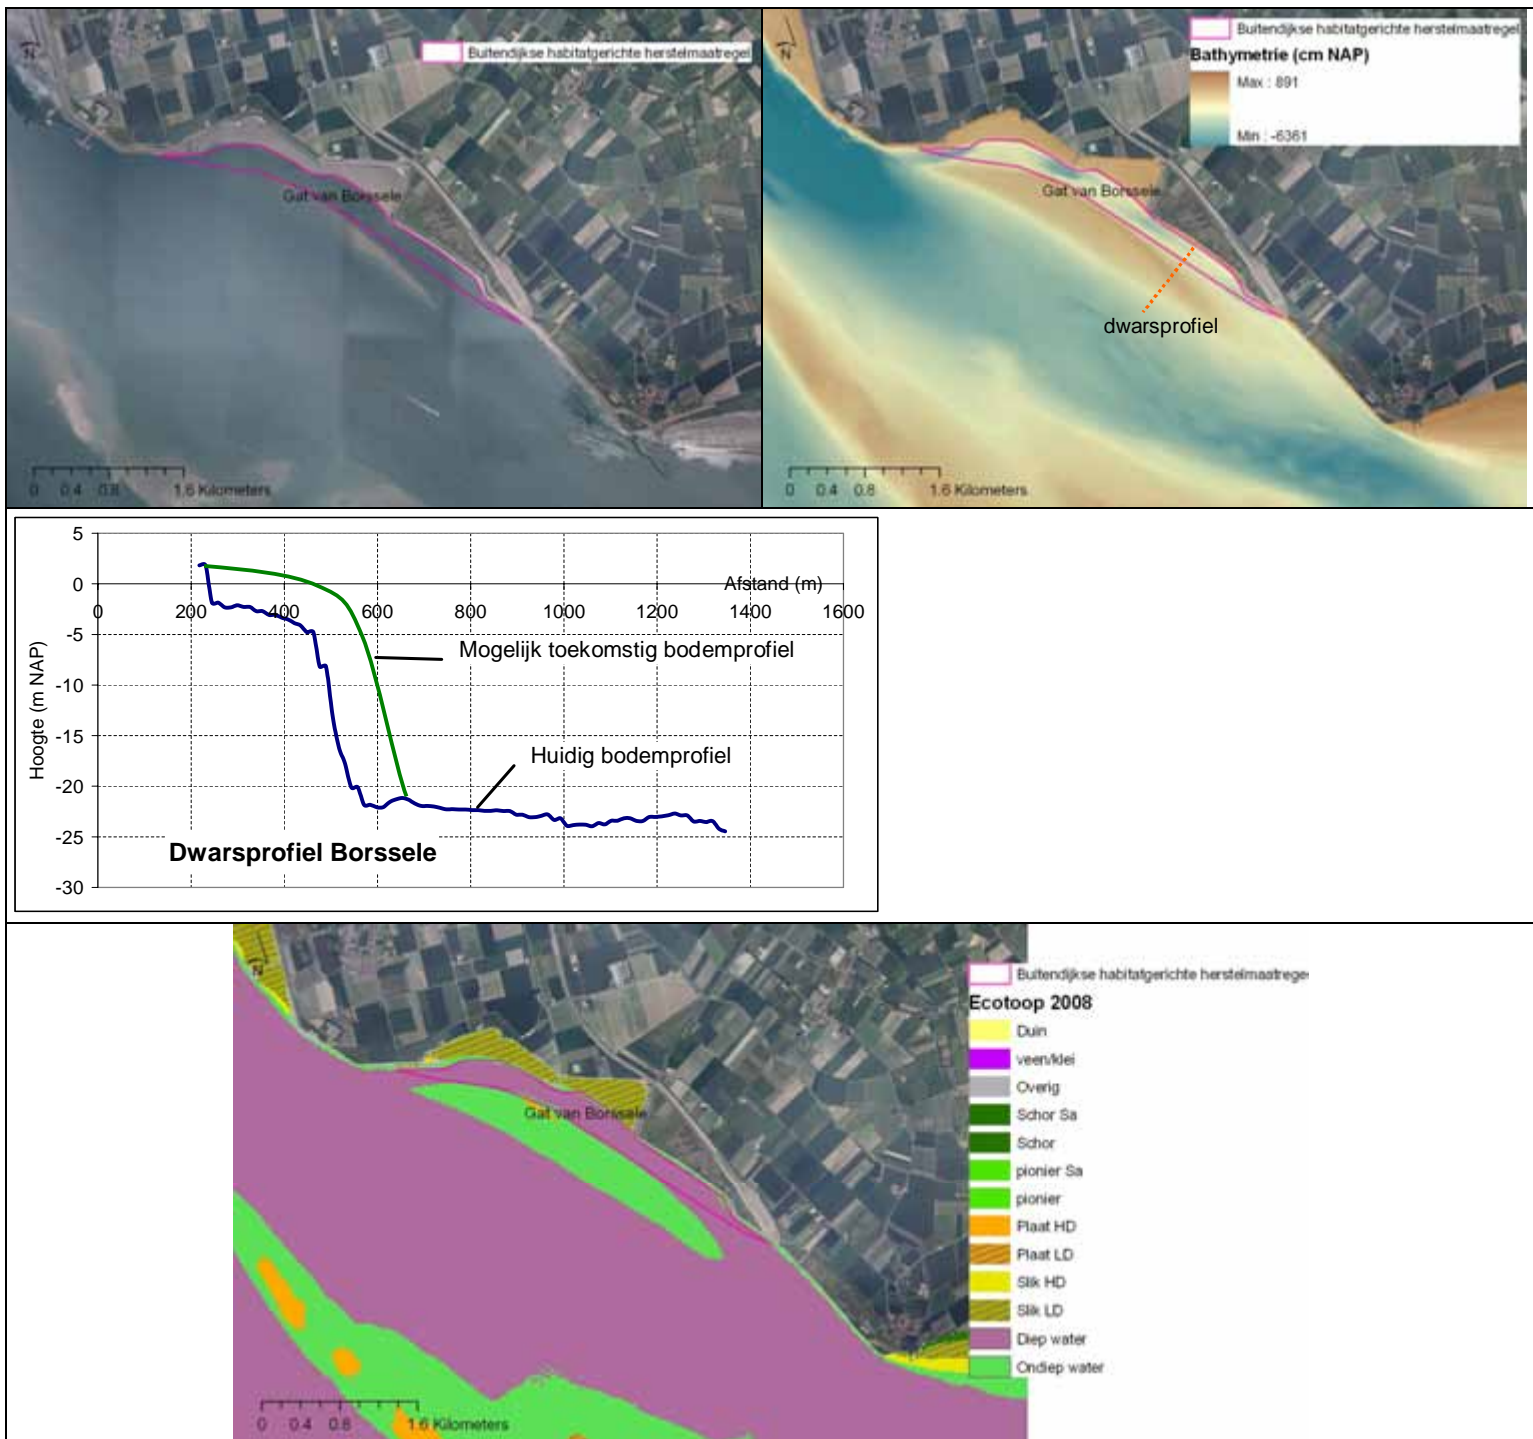 N
Buitendijkse habitatgerichte herstelmaatregel
Gat van Borssele
0 0.4 0.8 1.6 Kilometers
N
Buitendijkse habitatgerichte herstelmaatregel
Bathymetrie (cm NAP)
Max : 891
Min : -6361
Gat van Borssele
dwarsprofiel
0 0.4 0.8 1.6 Kilometers
5
0
-5
-10
-15
-20
-25
-30
0 200 400 600 800 1000 1200 1400 1600
Afstand (m)
Hoogte (m NAP)
Mogelijk toekomstig bodemprofiel
Huidig bodemprofiel
Dwarsprofiel Borssele
N
Gat van Borssele
0 0.4 0.8 1.6 Kilometers
Buitendijkse habitatgerichte herstelmaatrege
Ecotoop 2008
Duin
veen/klei
Overig
Schor Sa
Schor
pionier Sa
pionier
Plaat HD
Plaat LD
Slik HD
Slik LD
Diep water
Ondiep water